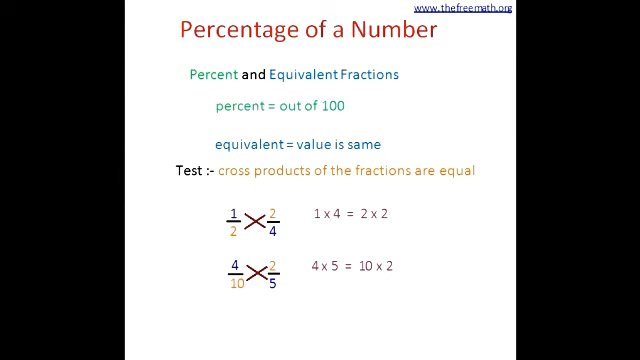 www.thefreemath.org
Percentage of a Number
Percent and Equivalent Fractions
percent = out of 100
equivalent = value is same
Test :- cross products of the fractions are equal
1/2 2/4 1 x 4 = 2 x 2
4/10 2/5 4 x 5 = 10 x 2